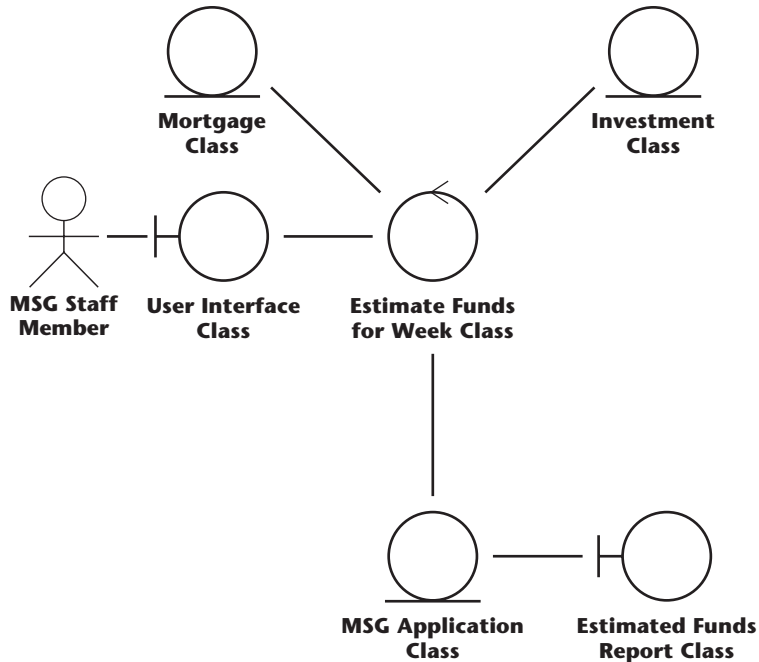 Mortgage
Class
Investment
Class
MSG Staff
Member
User Interface
Class
Estimate Funds
for Week Class
MSG Application
Class
Estimated Funds
Report Class